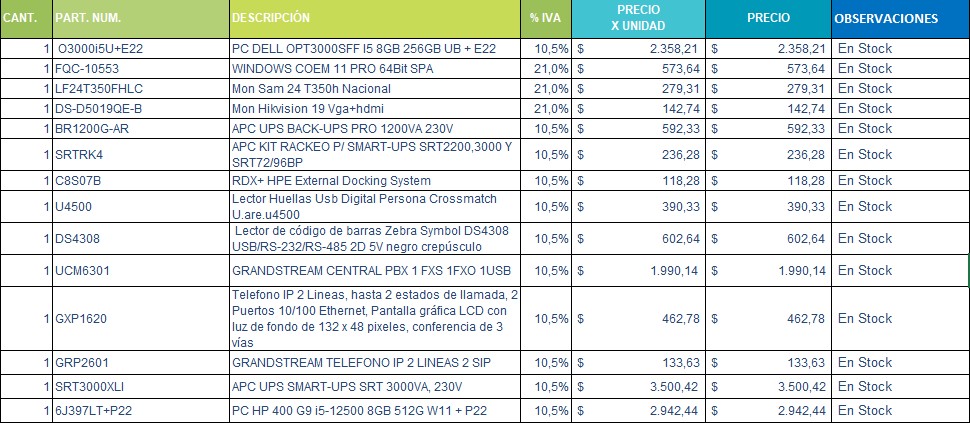 CANT. PART. NUM. DESCRIPCIÓN % IVA PRECIO X UNIDAD PRECIO OBSERVACIONES
1 O3000i5U+E22 PC DELL OPT3000SFF I5 8GB 256GB UB + E22 10,5% $ 2.358,21 $ 2.358,21 En Stock
1 FQC-10553 WINDOWS COEM 11 PRO 64Bit SPA 21,0% $ 573,64 $ 573,64 En Stock
1 LF24T350FHLC Mon Sam 24 T350h Nacional 21,0% $ 279,31 $ 279,31 En Stock
1 DS-D5019QE-B Mon Hikvision 19 Vga+hdmi 21,0% $ 142,74 $ 142,74 En Stock
1 BR1200G-AR APC UPS BACK-UPS PRO 1200VA 230V 10,5% $ 592,33 $ 592,33 En Stock
1 SRTRK4 APC KIT RACKEO P/ SMART-UPS SRT2200,3000 Y
SRT72/96BP 10,5% $ 236,28 $ 236,28 En Stock
1 C8S07B RDX+ HPE External Docking System 10,5% $ 118,28 $ 118,28 En Stock
1 U4500 Lector Huellas Usb Digital Persona Crossmatch
U.are.u4500 10,5% $ 390,33 $ 390,33 En Stock
1 DS4308 Lector de código de barras Zebra Symbol DS4308
USB/RS-232/RS-485 2D 5V negro crepúsculo 10,5% $ 602,64 $ 602,64 En Stock
1 UCM6301 GRANDSTREAM CENTRAL PBX 1 FXS 1FXO 1USB 10,5% $ 1.990,14 $ 1.990,14 En Stock
1 GXP1620 Telefono IP 2 Lineas, hasta 2 estados de llamada, 2
Puertos 10/100 Ethernet, Pantalla gráfica LCD con
luz de fondo de 132 x 48 pixeles, conferencia de 3
vías 10,5% $ 462,78 $ 462,78 En Stock
1 GRP2601 GRANDSTREAM TELEFONO IP 2 LINEAS 2 SIP 10,5% $ 133,63 $ 133,63 En Stock
1 SRT3000XLI APC UPS SMART-UPS SRT 3000VA, 230V 10,5% $ 3.500,42 $ 3.500,42 En Stock
1 6J397LT+P22 PC HP 400 G9 i5-12500 8GB 512G W11 + P22 10,5% $ 2.942,44 $ 2.942,44 En Stock